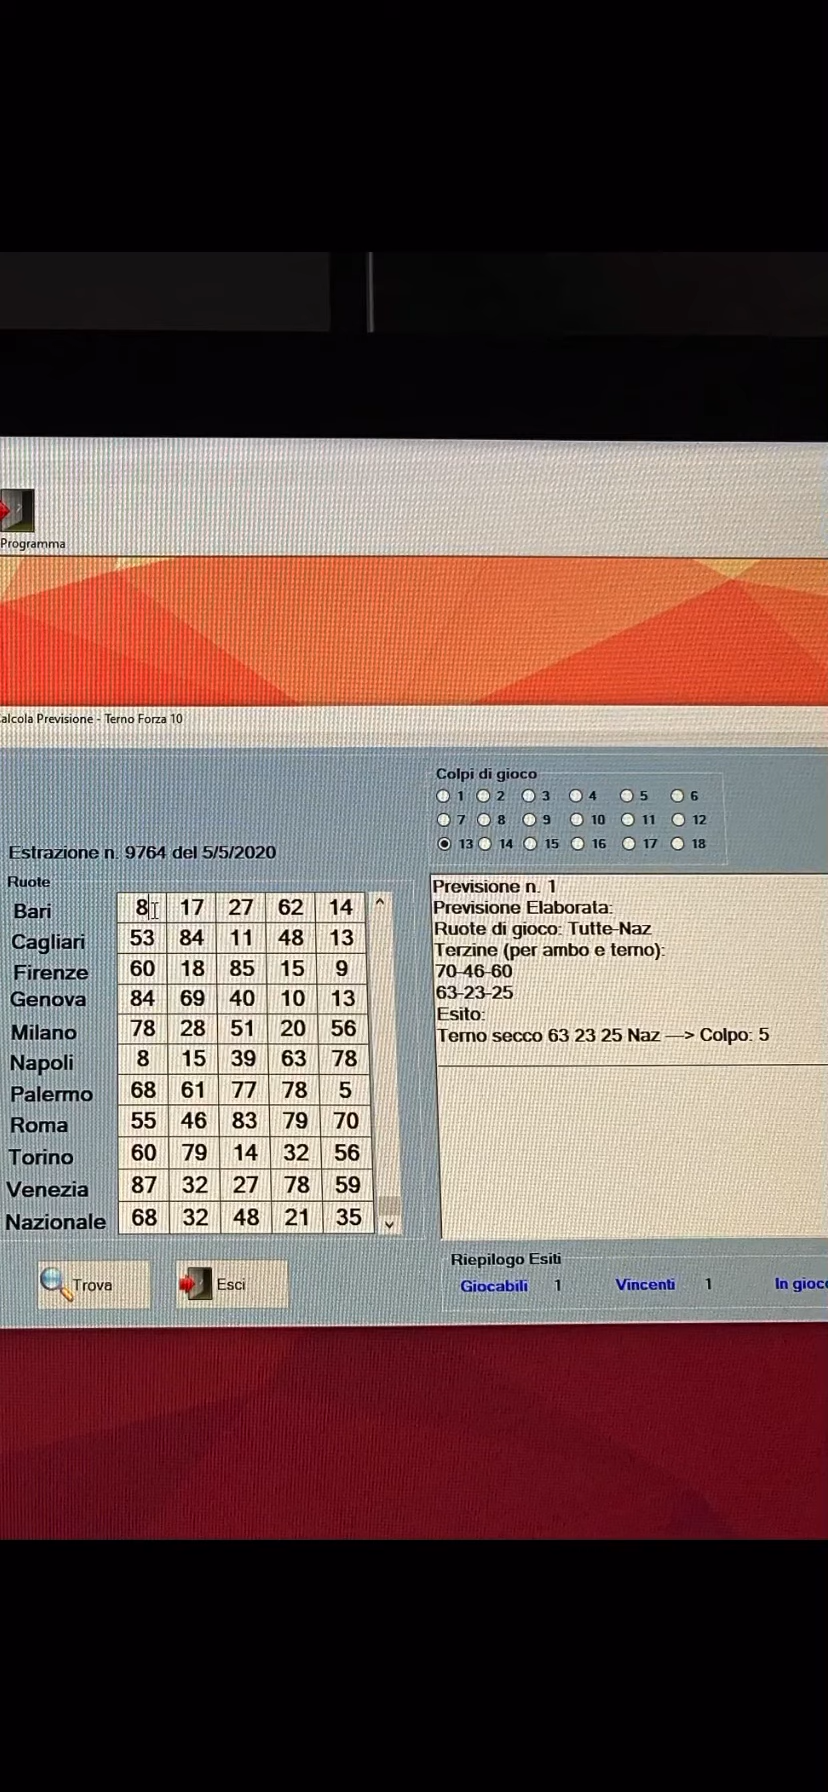 Programma
alcola Previsione - Terno Forza 10
Colpi di gioco
1 2 3 4 5 6
7 8 9 10 11 12
13 14 15 16 17 18
Estrazione n. 9764 del 5/5/2020
Ruote
Bari 8 17 27 62 14
Cagliari 53 84 11 48 13
Firenze 60 18 85 15 9
Genova 84 69 40 10 13
Milano 78 28 51 20 56
Napoli 8 15 39 63 78
Palermo 68 61 77 78 5
Roma 55 46 83 79 70
Torino 60 79 14 32 56
Venezia 87 32 27 78 59
Nazionale 68 32 48 21 35
Previsione n. 1
Previsione Elaborata:
Ruote di gioco: Tutte-Naz
Terzine (per ambo e terno):
70-46-60
63-23-25
Esito:
Terno secco 63 23 25 Naz ---> Colpo: 5
Trova
Esci
Riepilogo Esiti
Giocabili 1 Vincenti 1 In gioc